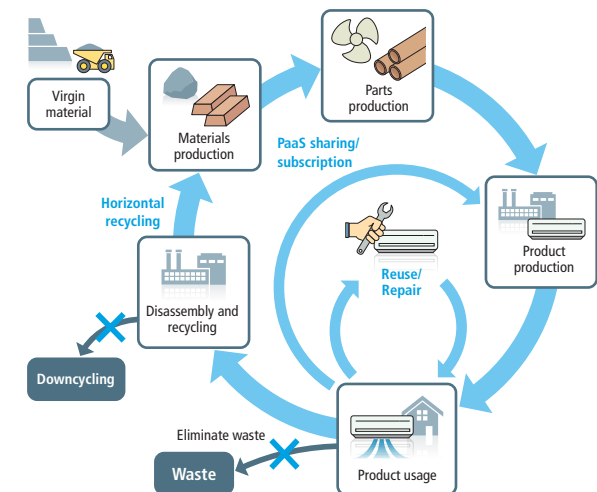 Virgin
material
Materials
production
Parts
production
PaaS sharing/
subscription
Horizontal
recycling
Product
production
Reuse/
Repair
Disassembly and
recycling
Downcycling
Eliminate waste
Waste
Product usage